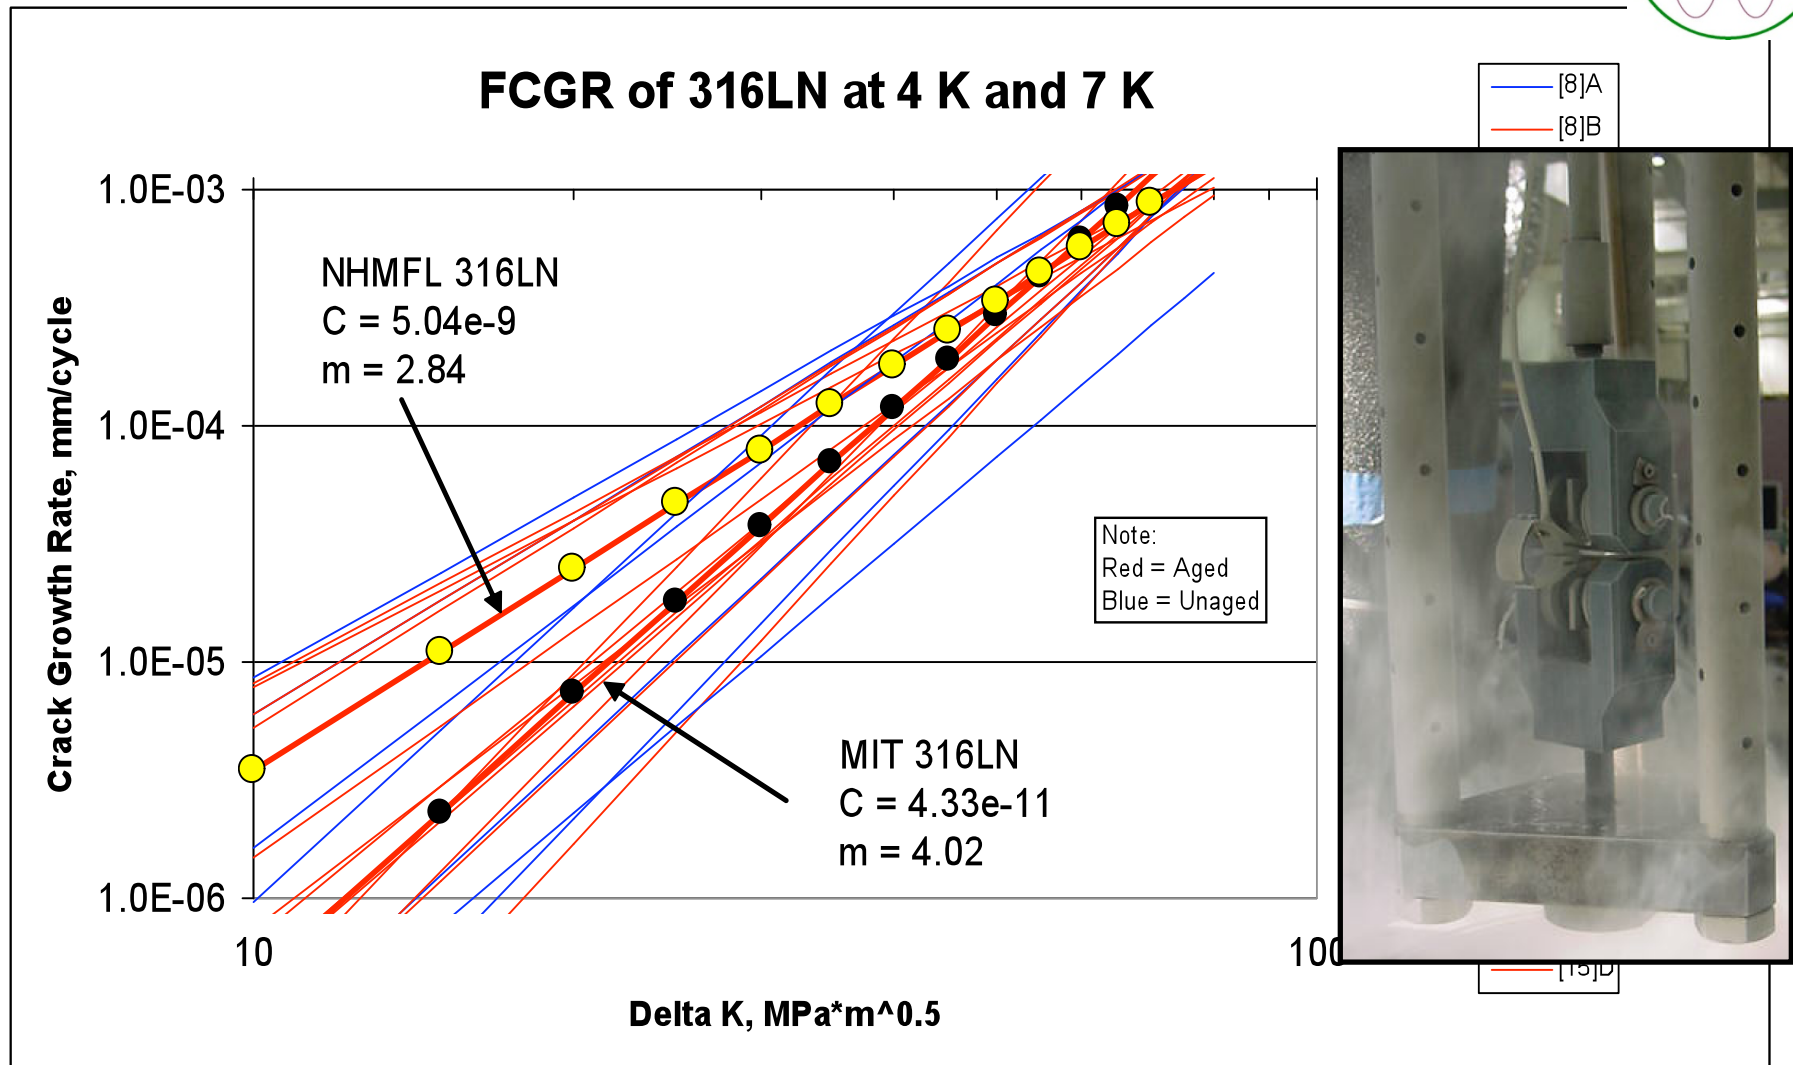 FCGR of 316LN at 4 K and 7 K
[8]A
[8]B
1.0E-03
1.0E-04
1.0E-05
1.0E-06
Crack Growth Rate, mm/cycle
NHMFL 316LN
C = 5.04e-9
m = 2.84
Note:
Red = Aged
Blue = Unaged
MIT 316LN
C = 4.33e-11
m = 4.02
10
100
[15]D
Delta K, MPa*m^0.5